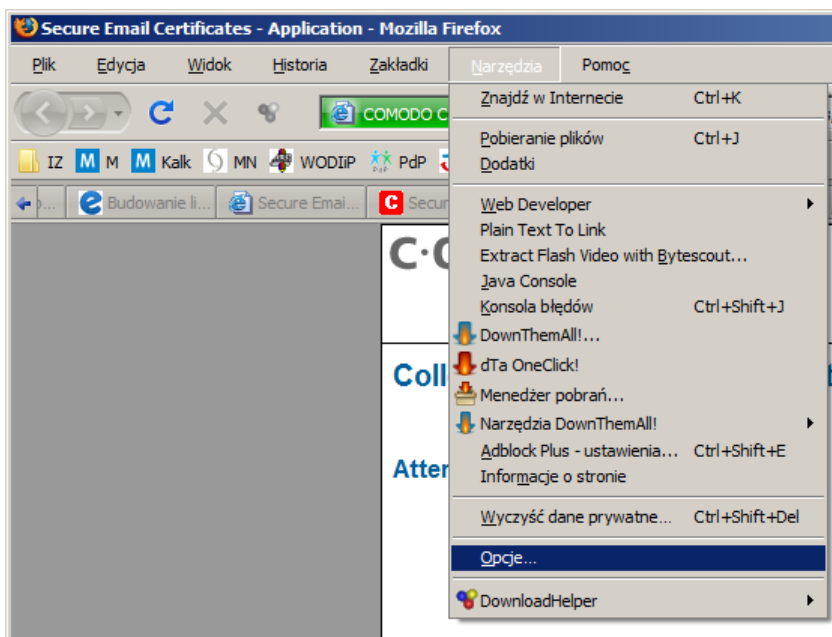 Secure Email Certificates - Application - Mozilla Firefox
Plik Edycja Widok Historia Zakładki Narzędzia Pomoc
COMODO C
IZ M M Kalk MN WODIiP PdP
Budowanie li... Secure Emai... Secur
C·C
Coll
Atter
Znajdź w Internecie Ctrl+K
Pobieranie plików Ctrl+J
Dodatki
Web Developer
Plain Text To Link
Extract Flash Video with Bytescout...
Java Console
Konsola błędów Ctrl+Shift+J
DownThemAll!...
dTa OneClick!
Menedżer pobrań...
Narzędzia DownThemAll!
Adblock Plus - ustawienia... Ctrl+Shift+E
Informacje o stronie
Wyczyść dane prywatne... Ctrl+Shift+Del
Opcje...
DownloadHelper